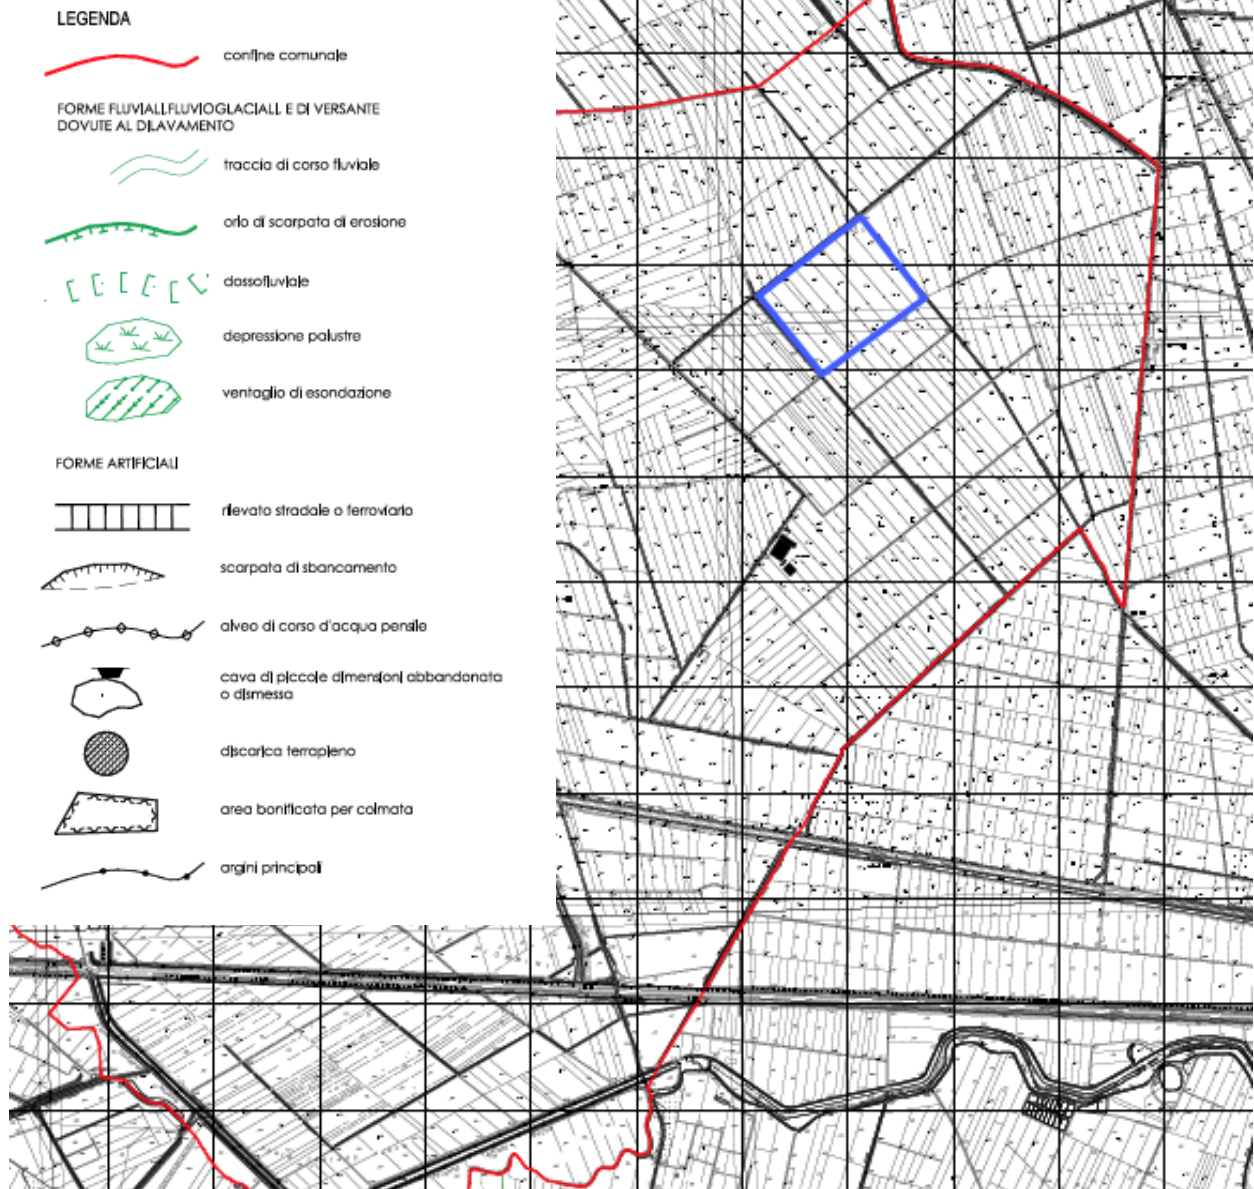 LEGENDA
confine comunale
FORME FLUVIALI,FLUVIOGLACIALI, E DI VERSANTE
DOVUTE AL DILAVAMENTO
traccia di corso fluviale
orlo di scarpata di erosione
dossofluviale
depressione palustre
ventaglio di esondazione
FORME ARTIFICIALI
rilevato stradale o ferroviario
scarpata di sbancamento
alveo di corso d'acqua pensile
cava di piccole dimensioni abbandonata
o dismessa
discarica terrapieno
area bonificata per colmata
argini principali